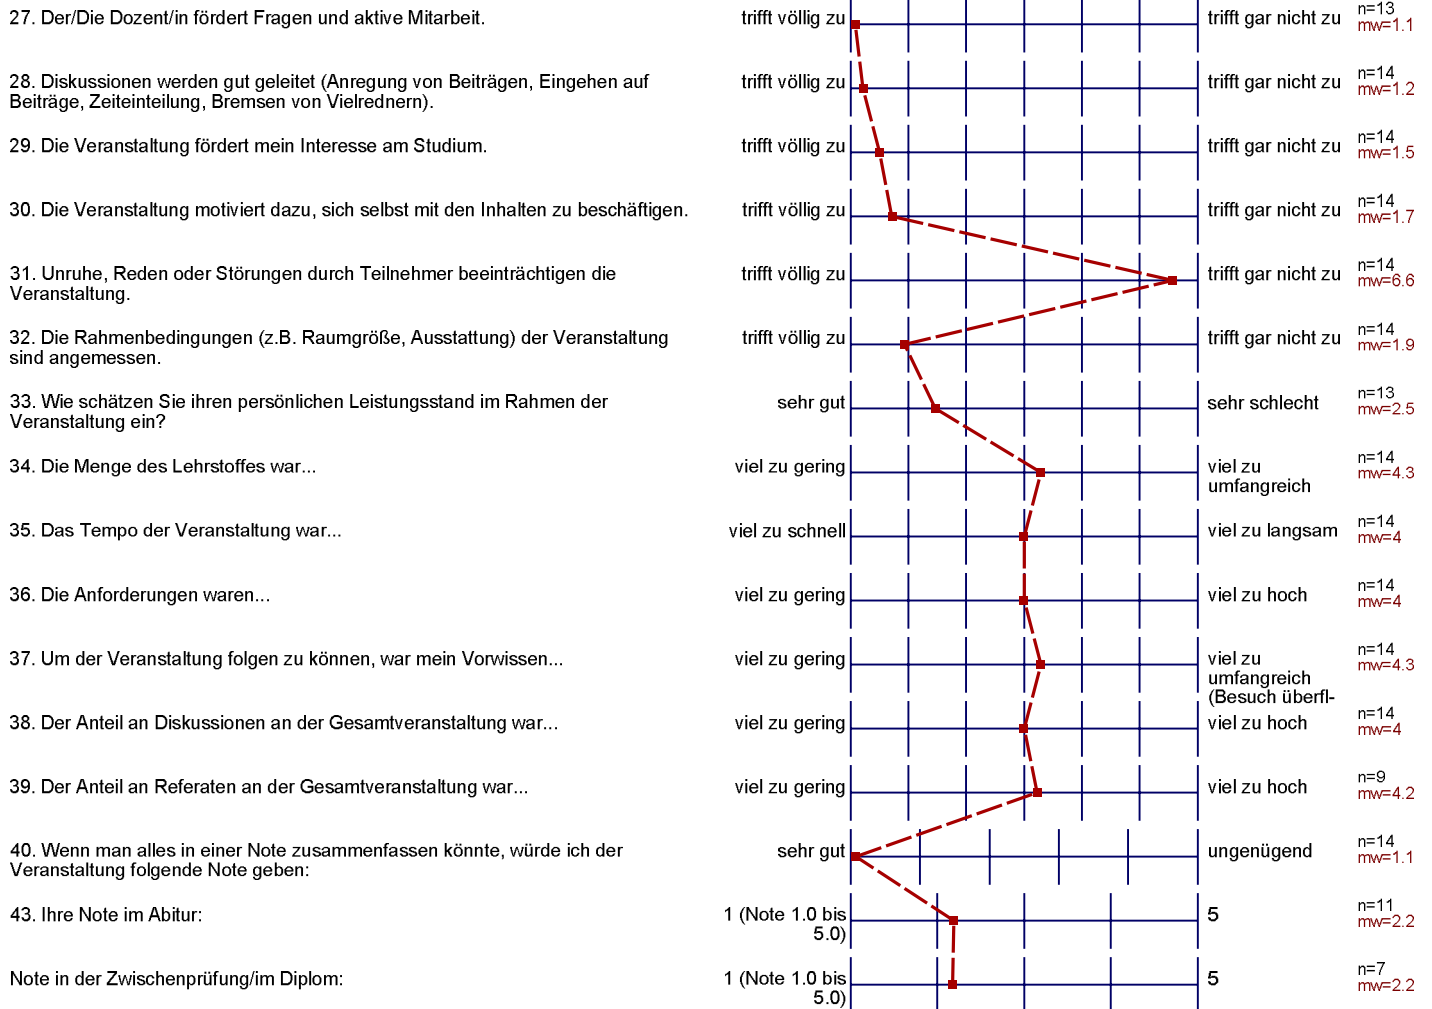 27. Der/Die Dozent/in fördert Fragen und aktive Mitarbeit.
trifft völlig zu
trifft gar nicht zu
n=13
mw=1.1
28. Diskussionen werden gut geleitet (Anregung von Beiträgen, Eingehen auf
Beiträge, Zeiteinteilung, Bremsen von Vielrednern).
trifft völlig zu
trifft gar nicht zu
n=14
mw=1.2
29. Die Veranstaltung fördert mein Interesse am Studium.
trifft völlig zu
trifft gar nicht zu
n=14
mw=1.5
30. Die Veranstaltung motiviert dazu, sich selbst mit den Inhalten zu beschäftigen.
trifft völlig zu
trifft gar nicht zu
n=14
mw=1.7
31. Unruhe, Reden oder Störungen durch Teilnehmer beeinträchtigen die
Veranstaltung.
trifft völlig zu
trifft gar nicht zu
n=14
mw=6.6
32. Die Rahmenbedingungen (z.B. Raumgröße, Ausstattung) der Veranstaltung
sind angemessen.
trifft völlig zu
trifft gar nicht zu
n=14
mw=1.9
33. Wie schätzen Sie ihren persönlichen Leistungsstand im Rahmen der
Veranstaltung ein?
sehr gut
sehr schlecht
n=13
mw=2.5
34. Die Menge des Lehrstoffes war...
viel zu gering
viel zu
umfangreich
n=14
mw=4.3
35. Das Tempo der Veranstaltung war...
viel zu schnell
viel zu langsam
n=14
mw=4
36. Die Anforderungen waren...
viel zu gering
viel zu hoch
n=14
mw=4
37. Um der Veranstaltung folgen zu können, war mein Vorwissen...
viel zu gering
viel zu
umfangreich
(Besuch überfl-
n=14
mw=4.3
38. Der Anteil an Diskussionen an der Gesamtveranstaltung war...
viel zu gering
viel zu hoch
n=14
mw=4
39. Der Anteil an Referaten an der Gesamtveranstaltung war...
viel zu gering
viel zu hoch
n=9
mw=4.2
40. Wenn man alles in einer Note zusammenfassen könnte, würde ich der
Veranstaltung folgende Note geben:
sehr gut
ungenügend
n=14
mw=1.1
43. Ihre Note im Abitur:
1 (Note 1.0 bis
5.0)
5
n=11
mw=2.2
Note in der Zwischenprüfung/im Diplom:
1 (Note 1.0 bis
5.0)
5
n=7
mw=2.2